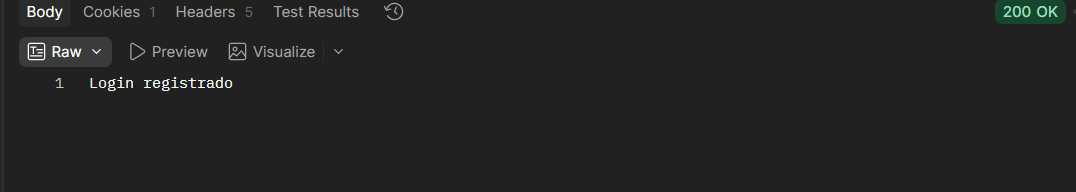 Body Cookies 1 Headers 5 Test Results 200 OK
Raw Preview Visualize
1 Login registrado